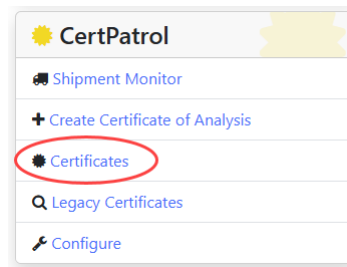 CertPatrol
Shipment Monitor
Create Certificate of Analysis
Certificates
Legacy Certificates
Configure